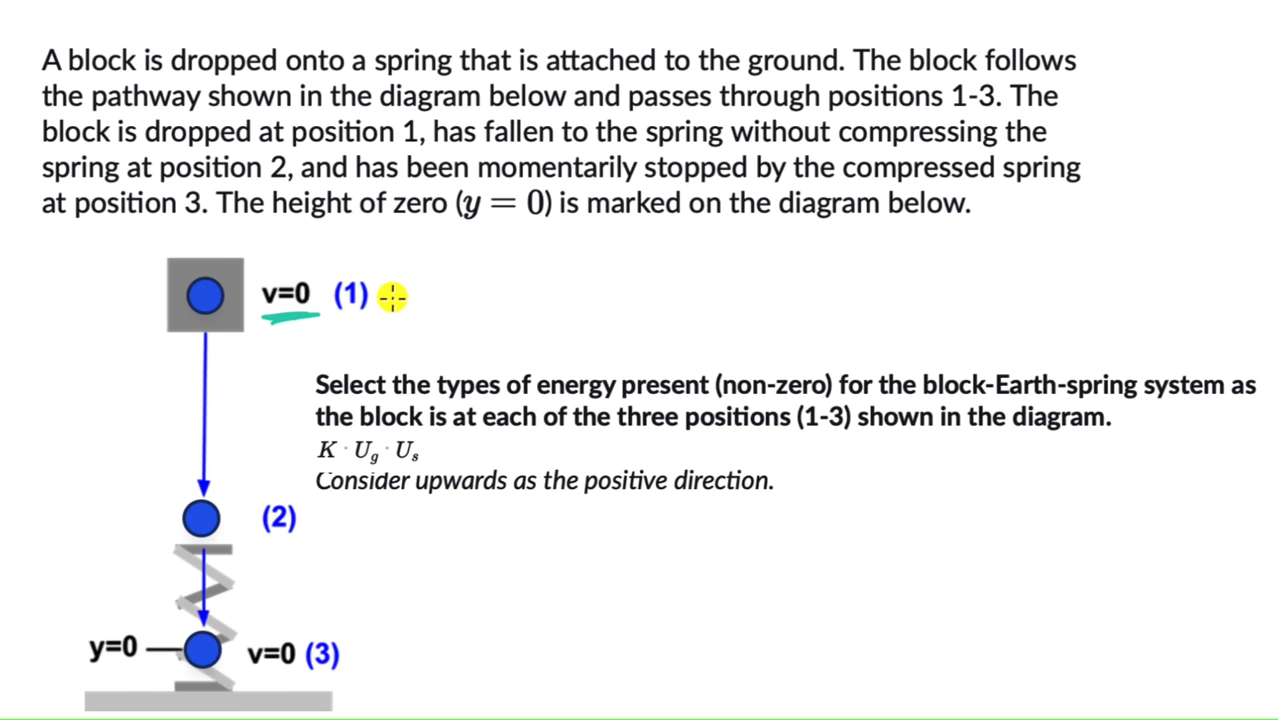 A block is dropped onto a spring that is attached to the ground. The block follows
the pathway shown in the diagram below and passes through positions 1-3. The
block is dropped at position 1, has fallen to the spring without compressing the
spring at position 2, and has been momentarily stopped by the compressed spring
at position 3. The height of zero (y = 0) is marked on the diagram below.
v=0 (1)
Select the types of energy present (non-zero) for the block-Earth-spring system as
the block is at each of the three positions (1-3) shown in the diagram.
K · U_g · U_s
Consider upwards as the positive direction.
(2)
y=0
v=0 (3)